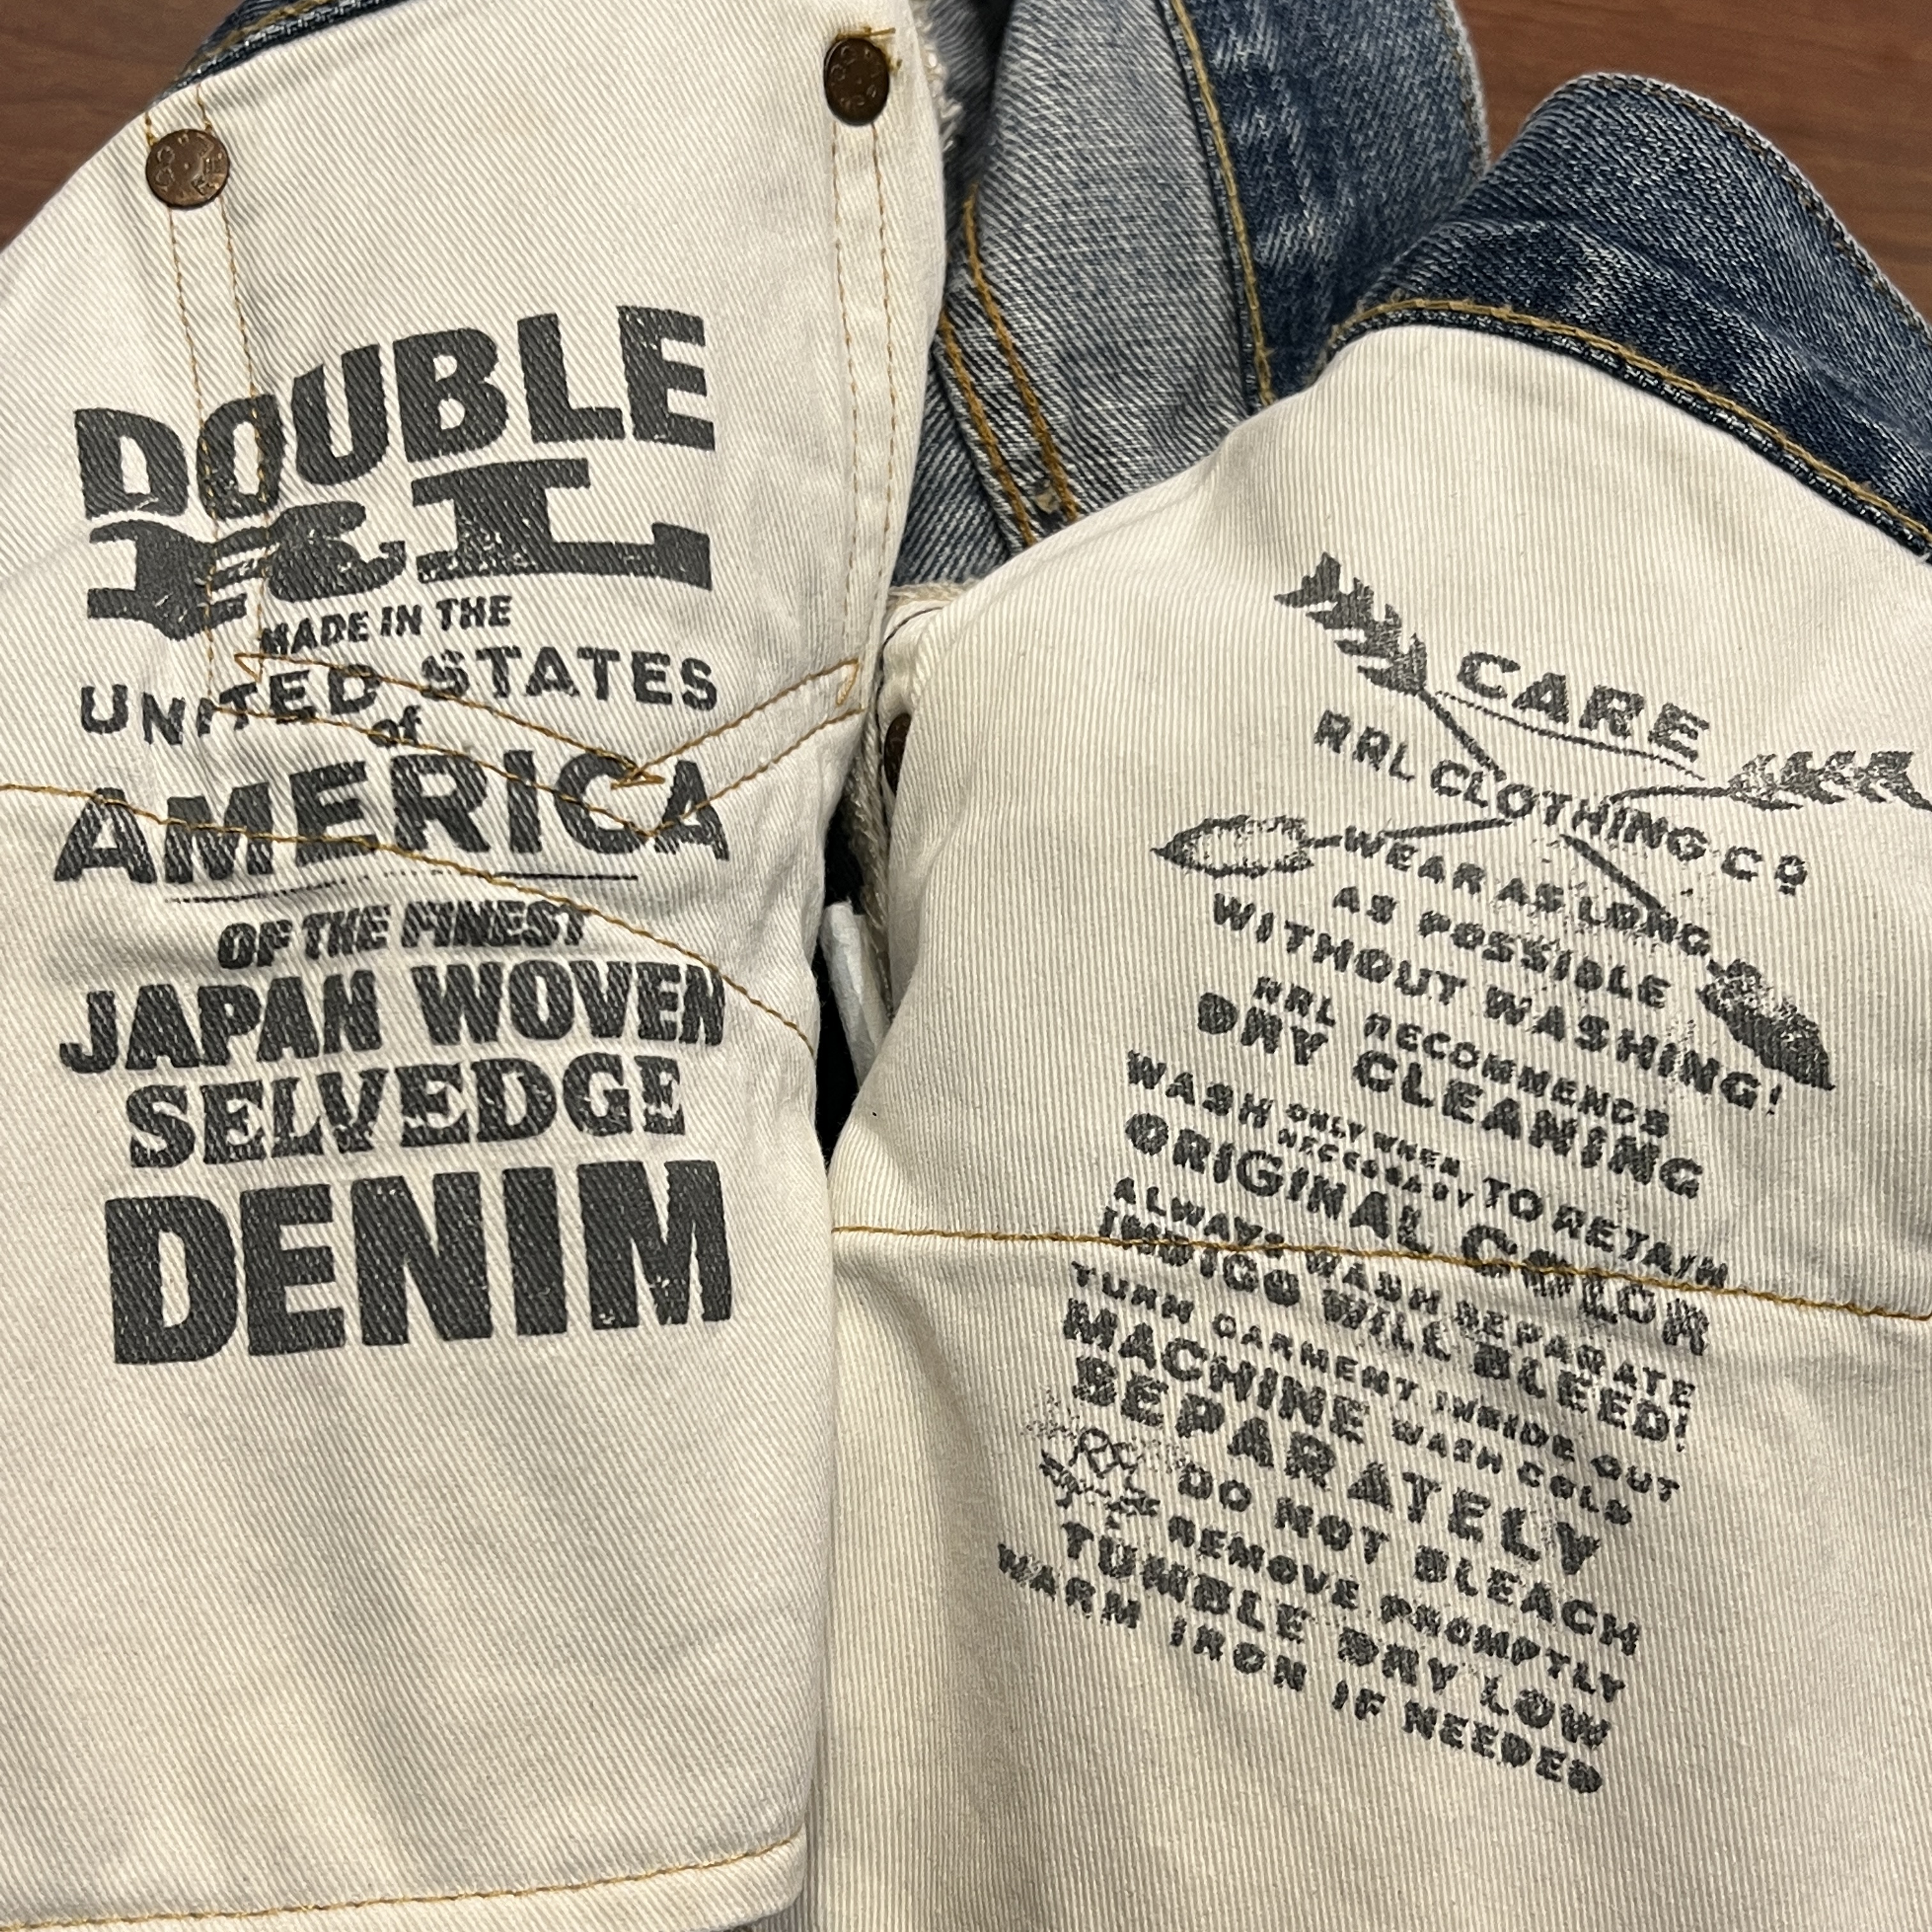 DOUBLE
RL
MADE IN THE
UNITED STATES
of
AMERICA
OF THE FINEST
JAPAN WOVEN
SELVEDGE
DENIM
CARE
RRL CLOTHING Co
WEAR AS LONG
AS POSSIBLE
WITHOUT WASHING!
RRL RECOMMENDS
DRY CLEANING
WASH ONLY WHEN NECESSARY TO RETAIN
ORIGINAL COLOR
ALWAYS WASH SEPARATE
INDIGO WILL BLEED!
TURN GARMENT INSIDE OUT
MACHINE WASH COLD
SEPARATELY
DO NOT BLEACH
REMOVE PROMPTLY
TUMBLE DRY LOW
WARM IRON IF NEEDED